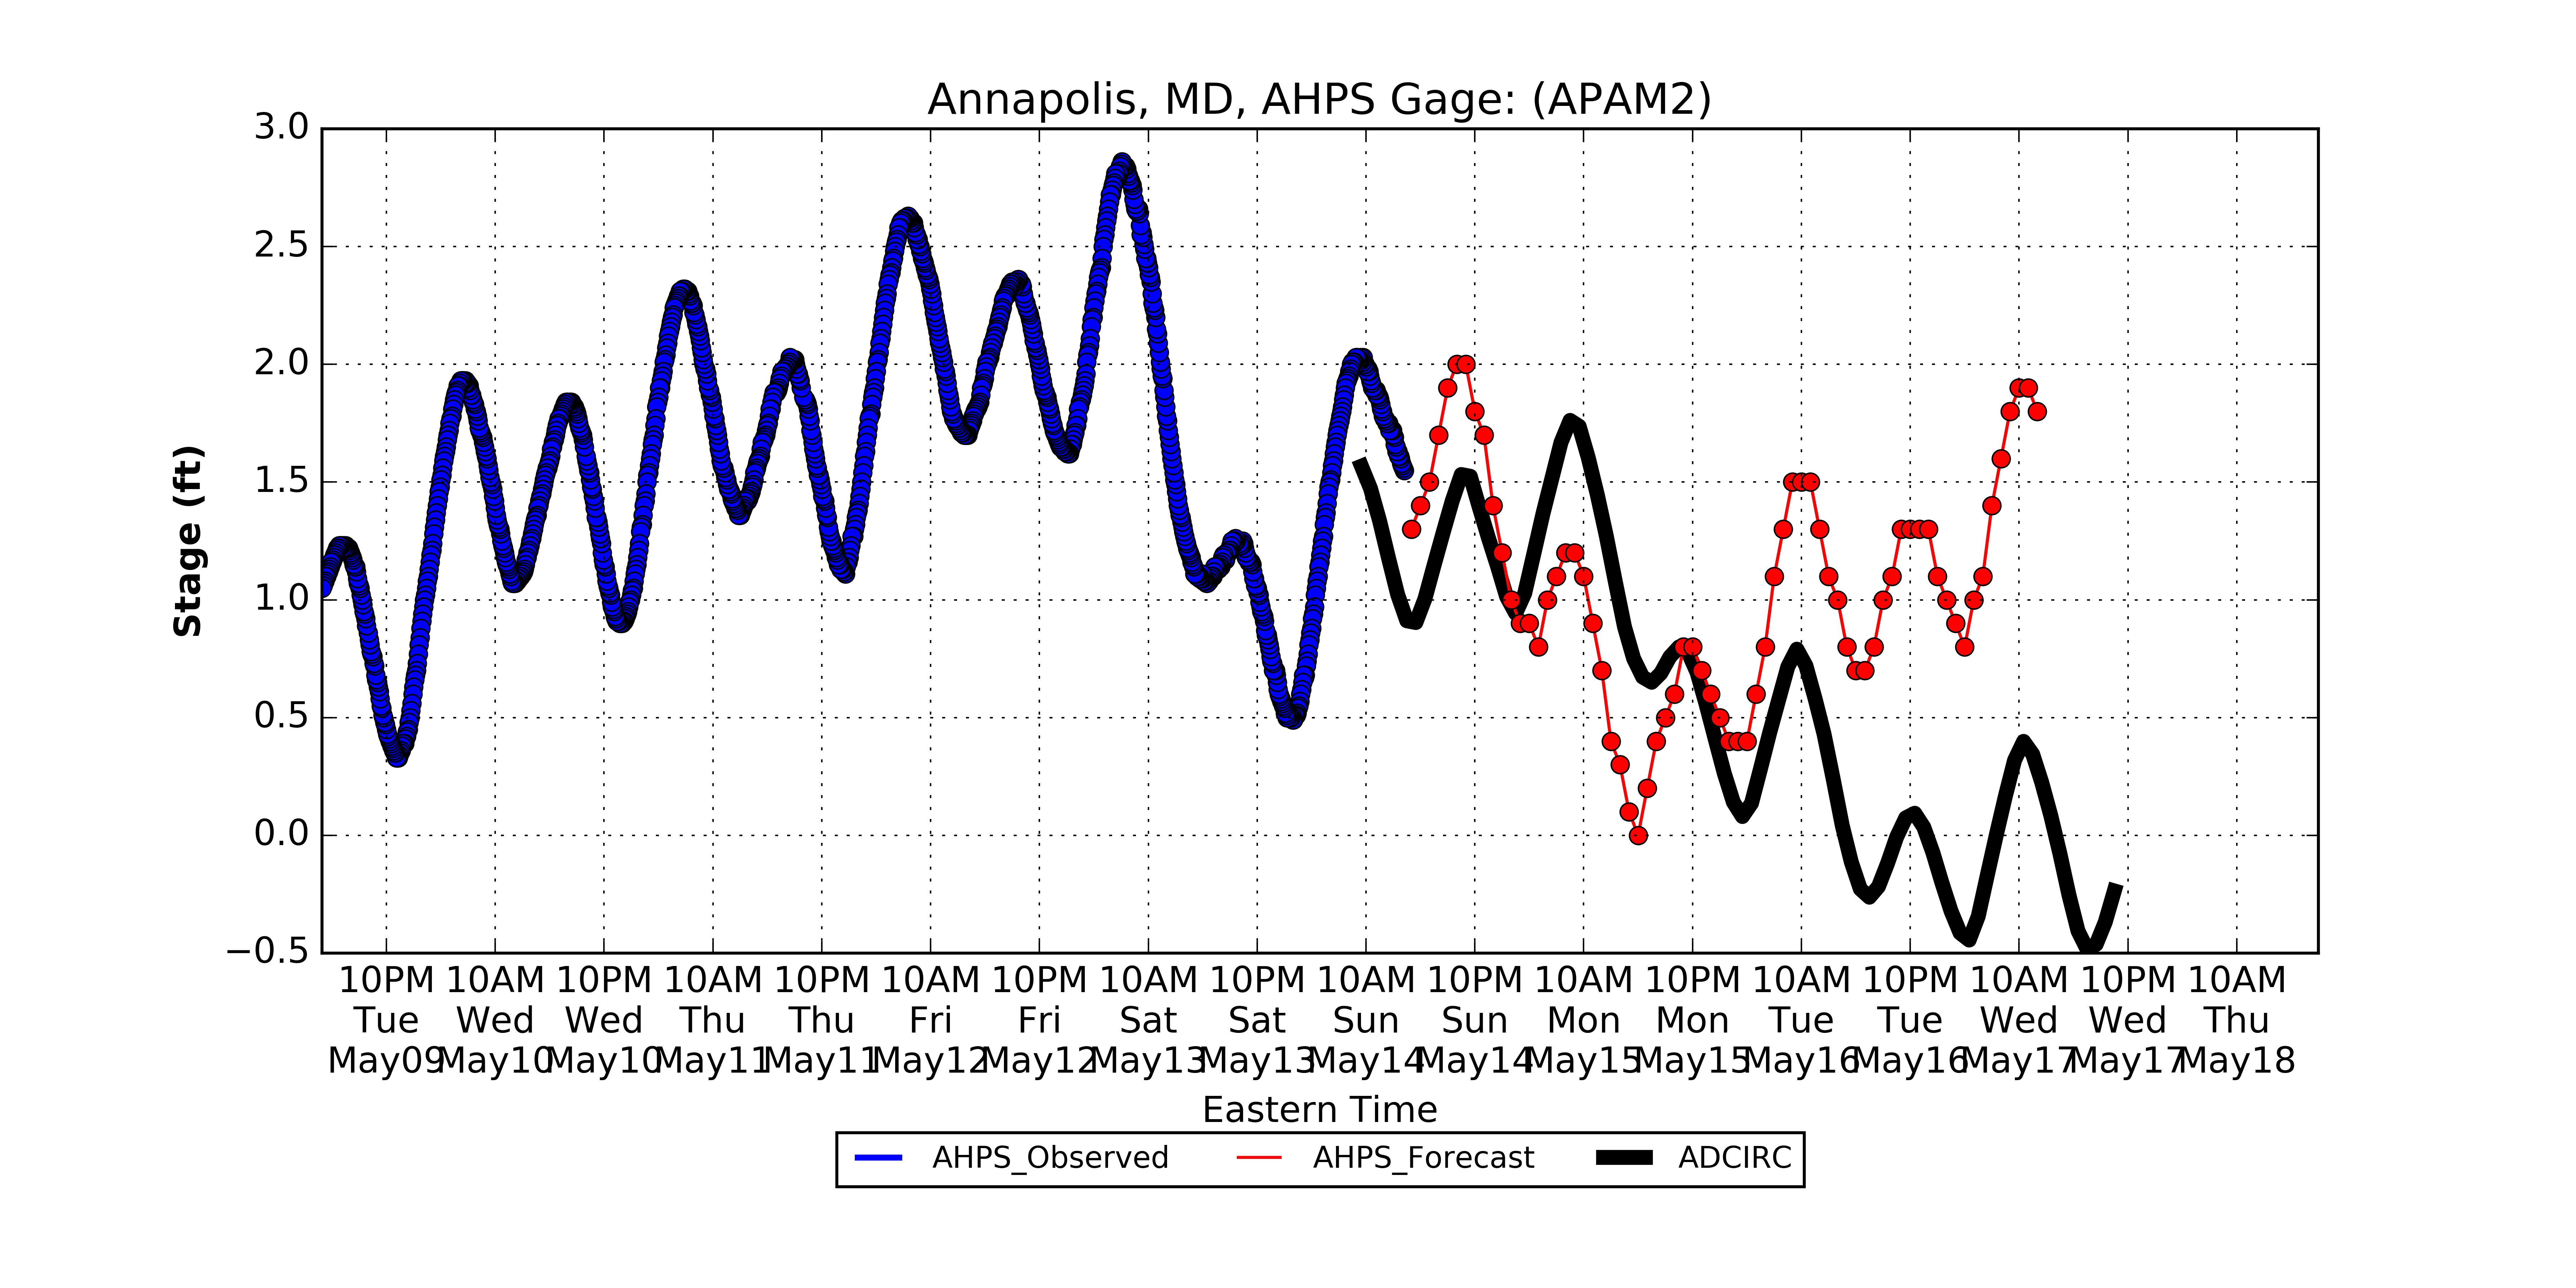 Annapolis, MD, AHPS Gage: (APAM2)
3.0
2.5
2.0
1.5
1.0
0.5
0.0
−0.5
Stage (ft)
10PM 10AM 10PM 10AM 10PM 10AM 10PM 10AM 10PM 10AM 10PM 10AM 10PM 10AM 10PM 10AM 10PM 10AM
Tue Wed Wed Thu Thu Fri Fri Sat Sat Sun Sun Mon Mon Tue Tue Wed Wed Thu
May09 May10 May10 May11 May11 May12 May12 May13 May13 May14 May14 May15 May15 May16 May16 May17 May17 May18
Eastern Time
AHPS_Observed AHPS_Forecast ADCIRC